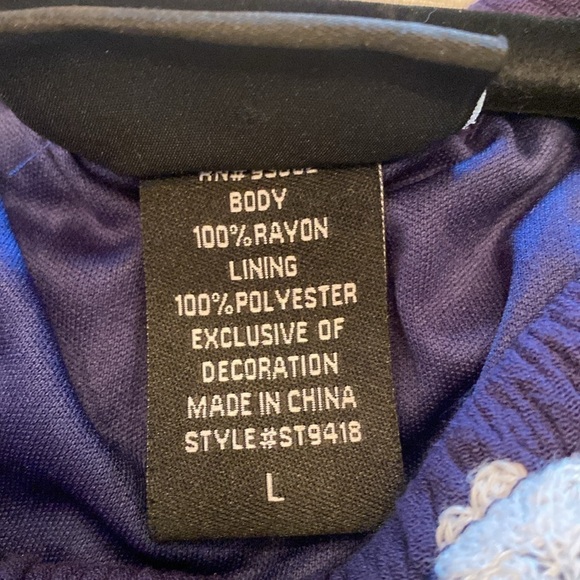 BODY
100%RAYON
LINING
100%POLYESTER
EXCLUSIVE OF
DECORATION
MADE IN CHINA
STYLE#ST9418
L